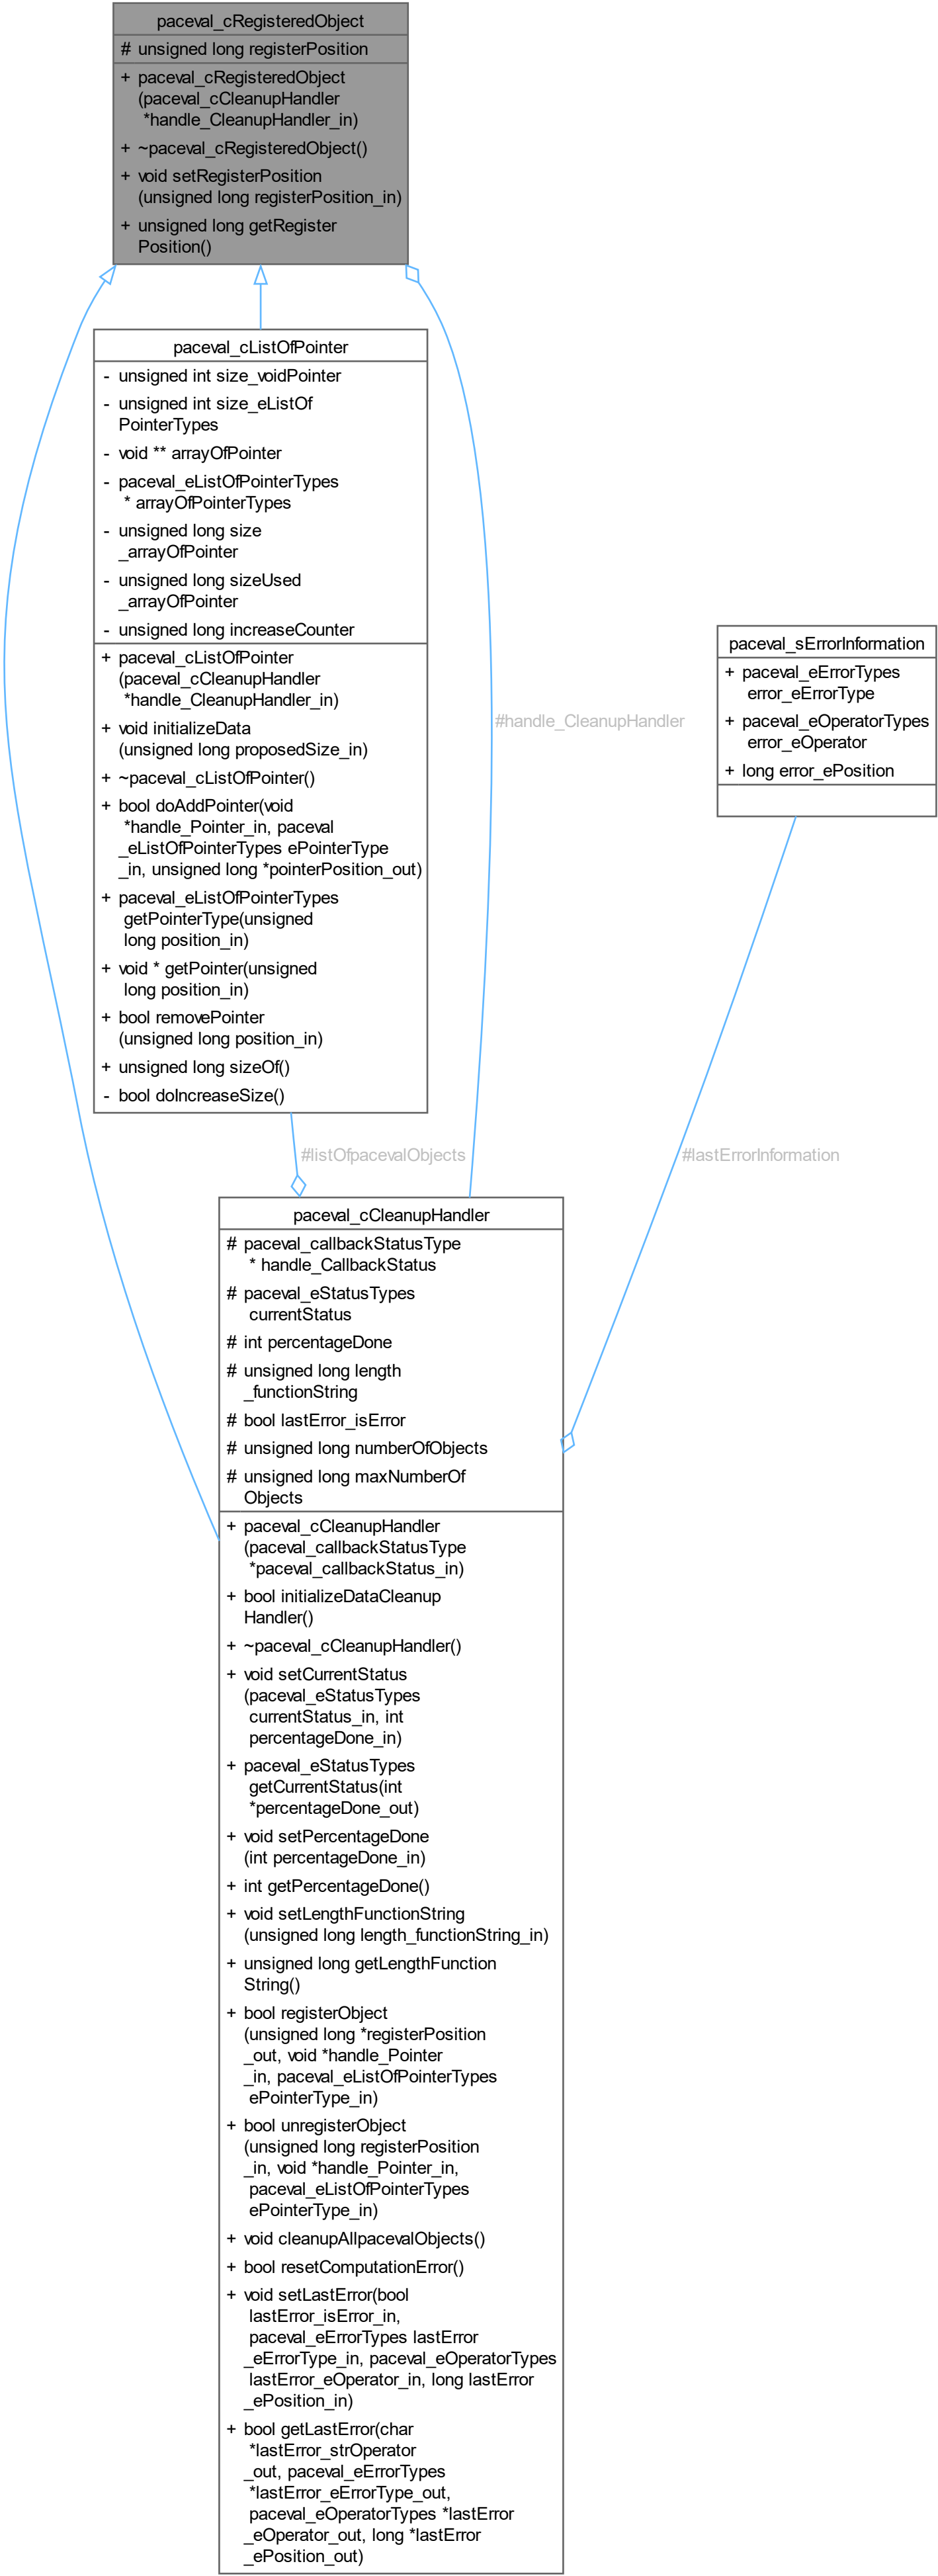 paceval_cRegisteredObject
# unsigned long registerPosition
+ paceval_cRegisteredObject
(paceval_cCleanupHandler
*handle_CleanupHandler_in)
+ ~paceval_cRegisteredObject()
+ void setRegisterPosition
(unsigned long registerPosition_in)
+ unsigned long getRegister
Position()
paceval_cListOfPointer
- unsigned int size_voidPointer
- unsigned int size_eListOf
PointerTypes
- void ** arrayOfPointer
- paceval_eListOfPointerTypes
* arrayOfPointerTypes
- unsigned long size
_arrayOfPointer
- unsigned long sizeUsed
_arrayOfPointer
- unsigned long increaseCounter
+ paceval_cListOfPointer
(paceval_cCleanupHandler
*handle_CleanupHandler_in)
+ void initializeData
(unsigned long proposedSize_in)
+ ~paceval_cListOfPointer()
+ bool doAddPointer(void
*handle_Pointer_in, paceval
_eListOfPointerTypes ePointerType
_in, unsigned long *pointerPosition_out)
+ paceval_eListOfPointerTypes
getPointerType(unsigned
long position_in)
+ void * getPointer(unsigned
long position_in)
+ bool removePointer
(unsigned long position_in)
+ unsigned long sizeOf()
- bool doIncreaseSize()
#handle_CleanupHandler
paceval_sErrorInformation
+ paceval_eErrorTypes
error_eErrorType
+ paceval_eOperatorTypes
error_eOperator
+ long error_ePosition
#listOfpacevalObjects
#lastErrorInformation
paceval_cCleanupHandler
# paceval_callbackStatusType
* handle_CallbackStatus
# paceval_eStatusTypes
currentStatus
# int percentageDone
# unsigned long length
_functionString
# bool lastError_isError
# unsigned long numberOfObjects
# unsigned long maxNumberOf
Objects
+ paceval_cCleanupHandler
(paceval_callbackStatusType
*paceval_callbackStatus_in)
+ bool initializeDataCleanup
Handler()
+ ~paceval_cCleanupHandler()
+ void setCurrentStatus
(paceval_eStatusTypes
currentStatus_in, int
percentageDone_in)
+ paceval_eStatusTypes
getCurrentStatus(int
*percentageDone_out)
+ void setPercentageDone
(int percentageDone_in)
+ int getPercentageDone()
+ void setLengthFunctionString
(unsigned long length_functionString_in)
+ unsigned long getLengthFunction
String()
+ bool registerObject
(unsigned long *registerPosition
_out, void *handle_Pointer
_in, paceval_eListOfPointerTypes
ePointerType_in)
+ bool unregisterObject
(unsigned long registerPosition
_in, void *handle_Pointer_in,
paceval_eListOfPointerTypes
ePointerType_in)
+ void cleanupAllpacevalObjects()
+ bool resetComputationError()
+ void setLastError(bool
lastError_isError_in,
paceval_eErrorTypes lastError
_eErrorType_in, paceval_eOperatorTypes
lastError_eOperator_in, long lastError
_ePosition_in)
+ bool getLastError(char
*lastError_strOperator
_out, paceval_eErrorTypes
*lastError_eErrorType_out,
paceval_eOperatorTypes *lastError
_eOperator_out, long *lastError
_ePosition_out)